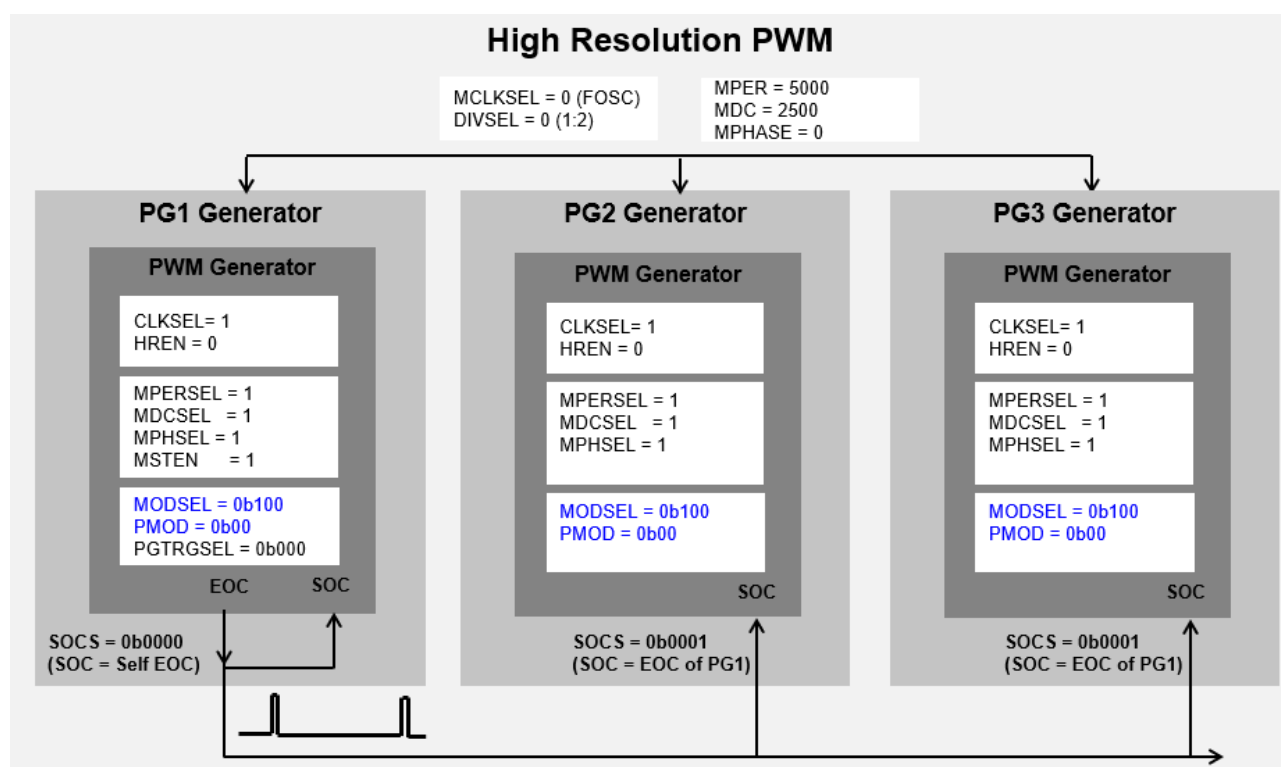 High Resolution PWM
MCLKSEL = 0 (FOSC)
DIVSEL = 0 (1:2)
MPER = 5000
MDC = 2500
MPHASE = 0
PG1 Generator
PWM Generator
CLKSEL= 1
HREN = 0
MPERSEL = 1
MDCSEL = 1
MPHSEL = 1
MSTEN = 1
MODSEL = 0b100
PMOD = 0b00
PGTRGSEL = 0b000
EOC SOC
SOCS = 0b0000
(SOC = Self EOC)
PG2 Generator
PWM Generator
CLKSEL= 1
HREN = 0
MPERSEL = 1
MDCSEL = 1
MPHSEL = 1
MODSEL = 0b100
PMOD = 0b00
SOC
SOCS = 0b0001
(SOC = EOC of PG1)
PG3 Generator
PWM Generator
CLKSEL= 1
HREN = 0
MPERSEL = 1
MDCSEL = 1
MPHSEL = 1
MODSEL = 0b100
PMOD = 0b00
SOC
SOCS = 0b0001
(SOC = EOC of PG1)